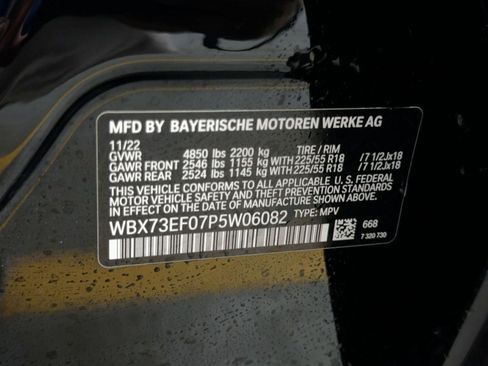 MFD BY BAYERISCHE MOTOREN WERKE AG
11/22
GVWR 4850 lbs 2200 kg TIRE / RIM
GAWR FRONT 2546 lbs 1155 kg WITH 225/55 R18 /7 1/2Jx18
GAWR REAR 2524 lbs 1145 kg WITH 225/55 R18 /7 1/2Jx18
THIS VEHICLE CONFORMS TO ALL APPLICABLE U.S. FEDERAL
MOTOR VEHICLE SAFETY, BUMPER, AND THEFT PREVENTION
STANDARDS IN EFFECT ON THE DATE OF MANUFACTURE SHOWN ABOVE.
WBX73EF07P5W06082 TYPE: MPV
668
7 320 730